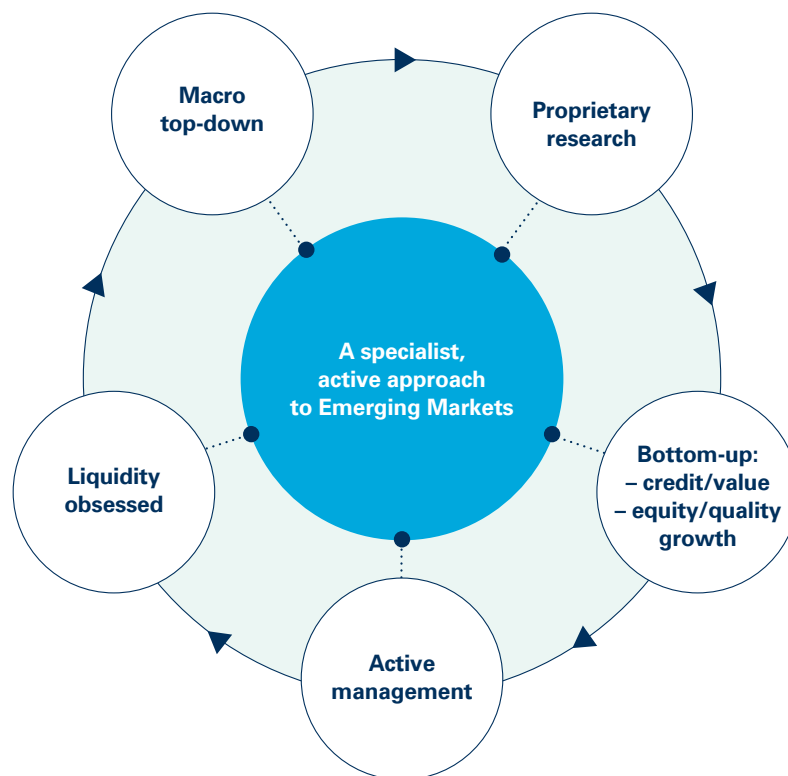 Macro
top-down
Proprietary
research
A specialist,
active approach
to Emerging Markets
Bottom-up:
– credit/value
– equity/quality
growth
Liquidity
obsessed
Active
management